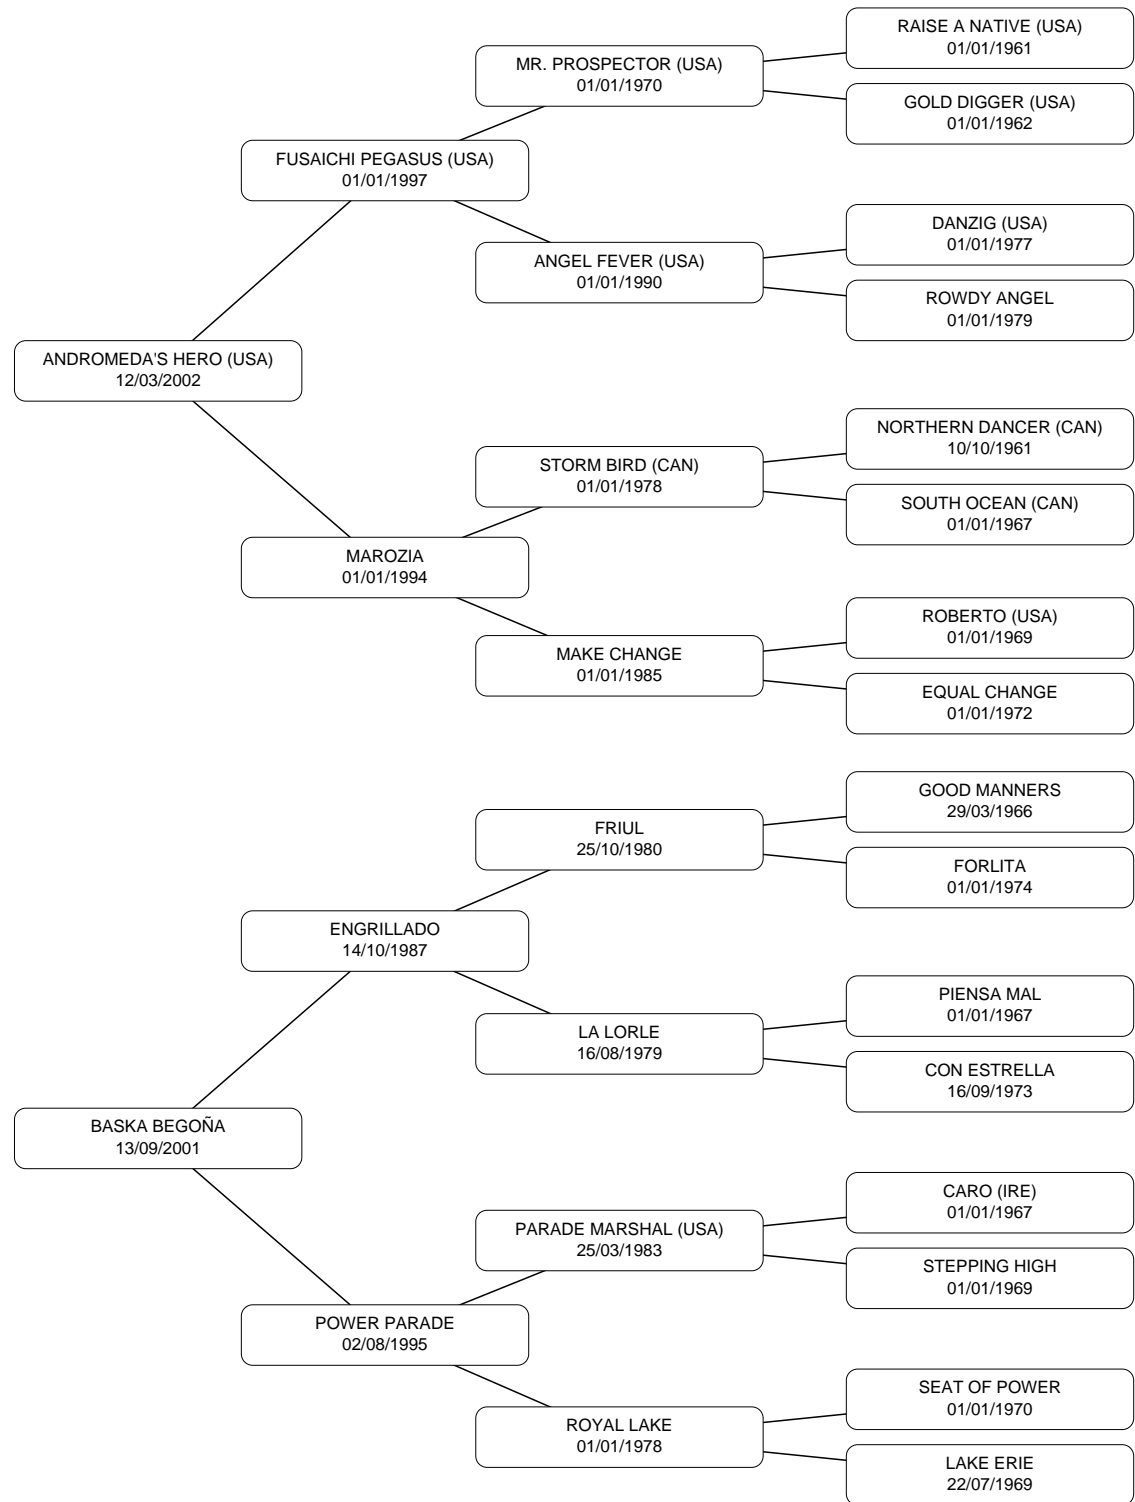 RAISE A NATIVE (USA)
01/01/1961
MR. PROSPECTOR (USA)
01/01/1970
GOLD DIGGER (USA)
01/01/1962
FUSAICHI PEGASUS (USA)
01/01/1997
DANZIG (USA)
01/01/1977
ANGEL FEVER (USA)
01/01/1990
ROWDY ANGEL
01/01/1979
ANDROMEDA'S HERO (USA)
12/03/2002
NORTHERN DANCER (CAN)
10/10/1961
STORM BIRD (CAN)
01/01/1978
SOUTH OCEAN (CAN)
01/01/1967
MAROZIA
01/01/1994
ROBERTO (USA)
01/01/1969
MAKE CHANGE
01/01/1985
EQUAL CHANGE
01/01/1972
GOOD MANNERS
29/03/1966
FRIUL
25/10/1980
FORLITA
01/01/1974
ENGRILLADO
14/10/1987
PIENSA MAL
01/01/1967
LA LORLE
16/08/1979
CON ESTRELLA
16/09/1973
BASKA BEGOÑA
13/09/2001
CARO (IRE)
01/01/1967
PARADE MARSHAL (USA)
25/03/1983
STEPPING HIGH
01/01/1969
POWER PARADE
02/08/1995
SEAT OF POWER
01/01/1970
ROYAL LAKE
01/01/1978
LAKE ERIE
22/07/1969